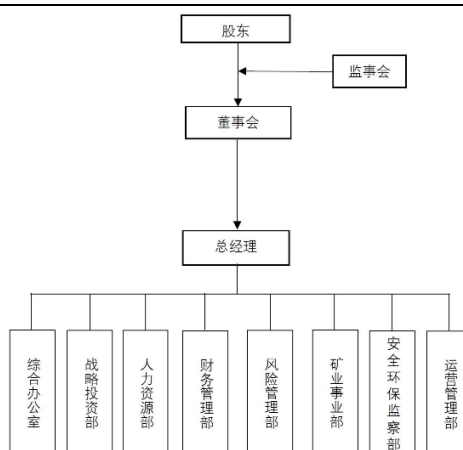 股东
监事会
董事会
总经理
综合办公室
战略投资部
人力资源部
财务管理部
风险管理部
矿业事业部
安全环保监察部
运营管理部